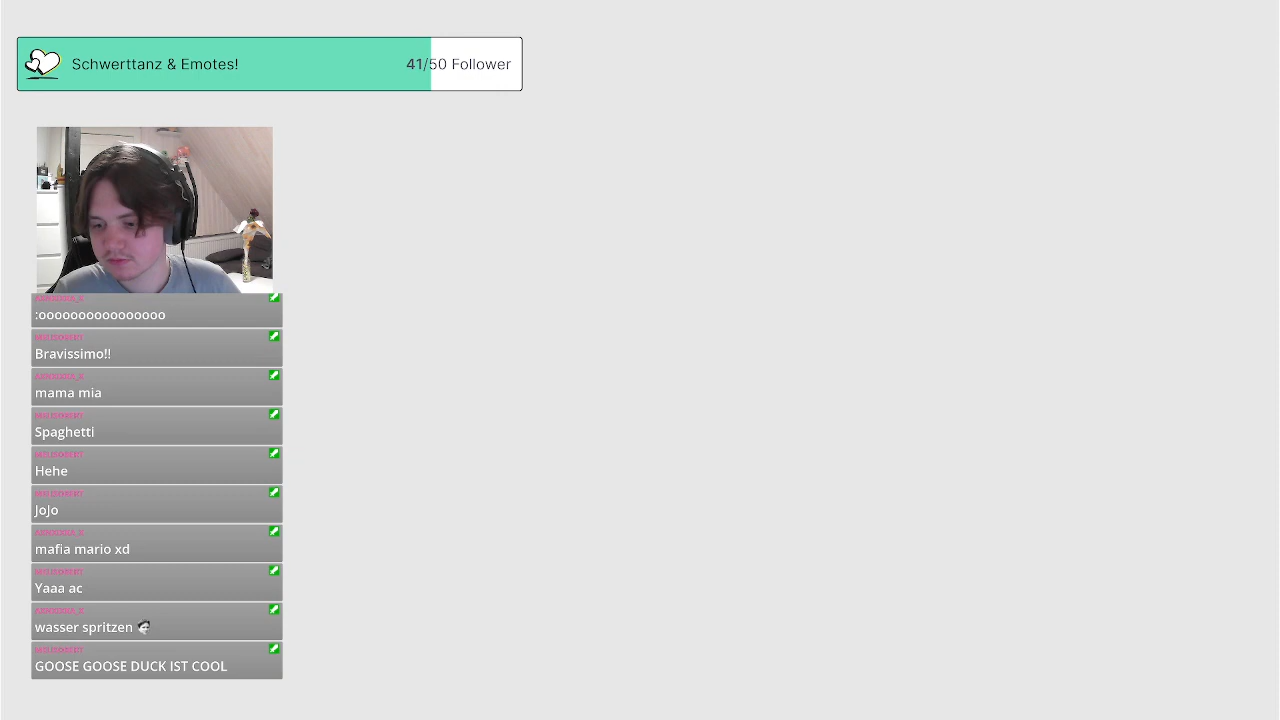 Schwerttanz & Emotes!
41/50 Follower
:oooooooooooooooo
Bravissimo!!
mama mia
Spaghetti
Hehe
JoJo
mafia mario xd
Yaaa ac
wasser spritzen
GOOSE GOOSE DUCK IST COOL